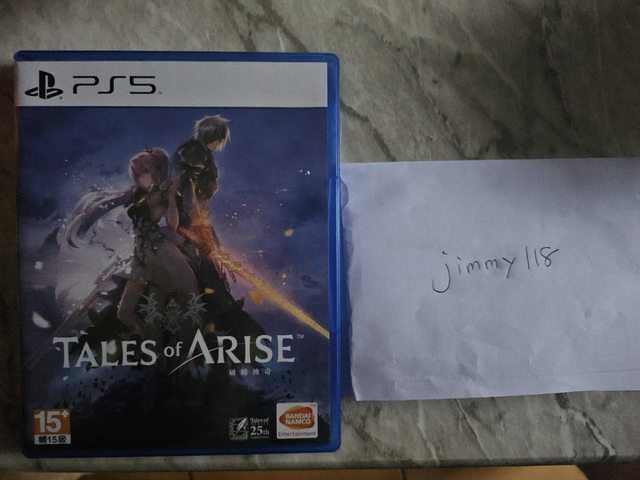 PS5
jimmy118
TALES of ARISE™
破曉傳奇
15+
輔15級
Tales of
25th
BANDAI
NAMCO
Entertainment